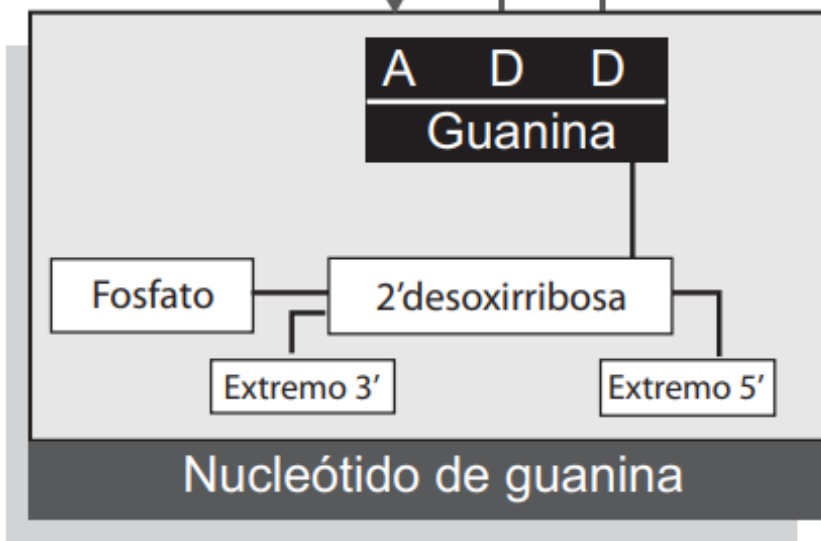 A D D
Guanina
Fosfato
2’desoxirribosa
Extremo 3’
Extremo 5’
Nucleótido de guanina